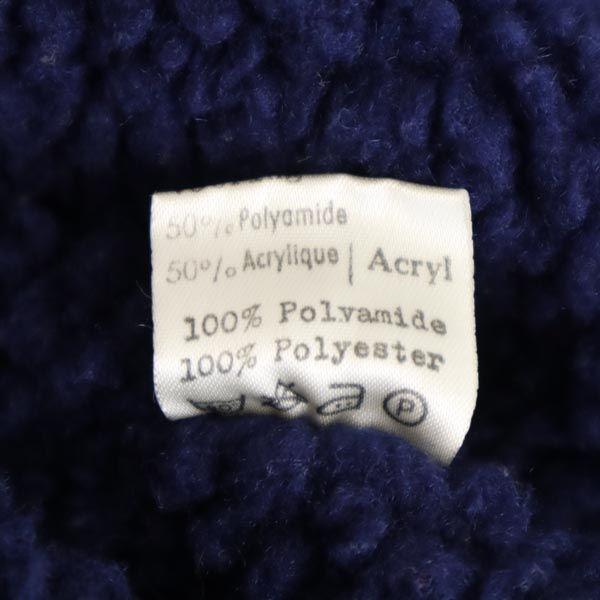 50% Polyamide
50% Acrylique | Acryl
100% Polyamide
100% Polyester
P